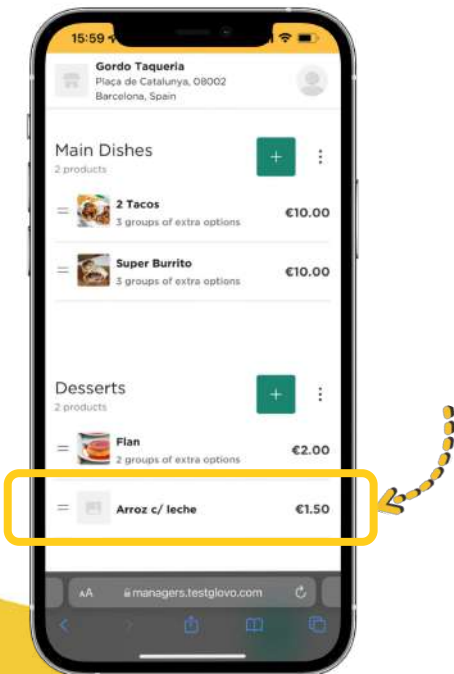 15:59
Gordo Taqueria
Plaça de Catalunya, 08002
Barcelona, Spain
Main Dishes
2 products
+
2 Tacos
3 groups of extra options
€10.00
Super Burrito
3 groups of extra options
€10.00
Desserts
2 products
+
Flan
2 groups of extra options
€2.00
Arroz c/ leche
€1.50
AA
managers.testglovo.com